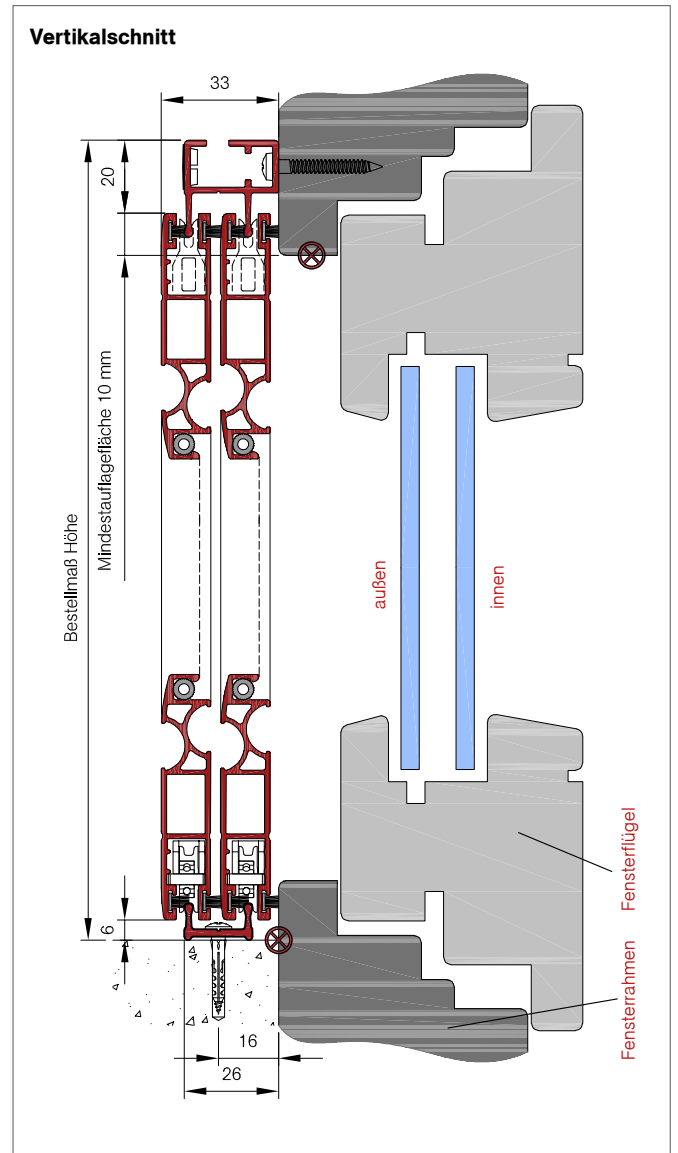 Vertikalschnitt
33
20
Mindestauflagefläche 10 mm
Bestellmaß Höhe
außen
innen
Fensterflügel
Fensterrahmen
6
16
26